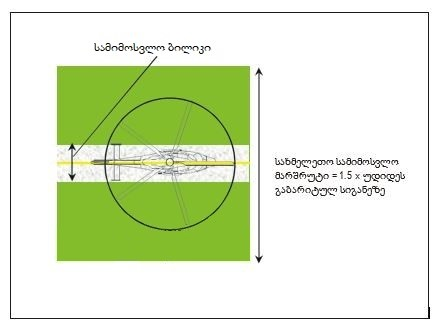 სამიმოსვლო ბილიკი
სახმელეთო სამიმოსვლო
მარშრუტი = 1.5 x უდიდეს
გაბარიტულ სიგანეზე